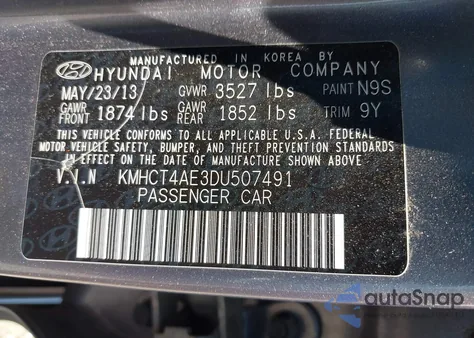 MANUFACTURED IN KOREA BY
HYUNDAI MOTOR COMPANY
MAY/23/13 GVWR 3527 lbs PAINT N9S
GAWR FRONT 1874 lbs GAWR REAR 1852 lbs TRIM 9Y
THIS VEHICLE CONFORMS TO ALL APPLICABLE U.S.A. FEDERAL
MOTOR VEHICLE SAFETY, BUMPER, AND THEFT PREVENTION STANDARDS
IN EFFECT ON THE DATE OF MANUFACTURE SHOWN ABOVE.
V.I.N KMHCT4AE3DU507491
PASSENGER CAR
autoSnap